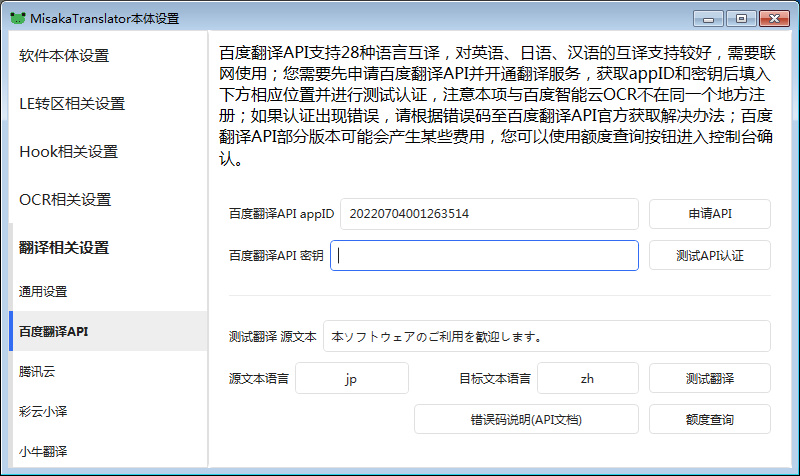 MisakaTranslator本体设置
软件本体设置
LE转区相关设置
Hook相关设置
OCR相关设置
翻译相关设置
通用设置
百度翻译API
腾讯云
彩云小译
小牛翻译
百度翻译API支持28种语言互译，对英语、日语、汉语的互译支持较好，需要联
网使用；您需要先申请百度翻译API并开通翻译服务，获取appID和密钥后填入
下方相应位置并进行测试认证，注意本项与百度智能云OCR不在同一个地方注
册；如果认证出现错误，请根据错误码至百度翻译API官方获取解决办法；百度
翻译API部分版本可能会产生某些费用，您可以使用额度查询按钮进入控制台确
认。
百度翻译API appID 20220704001263514 申请API
百度翻译API 密钥 测试API认证
测试翻译 源文本 本ソフトウェアのご利用を歓迎します。
源文本语言 jp 目标文本语言 zh 测试翻译
错误码说明(API文档) 额度查询